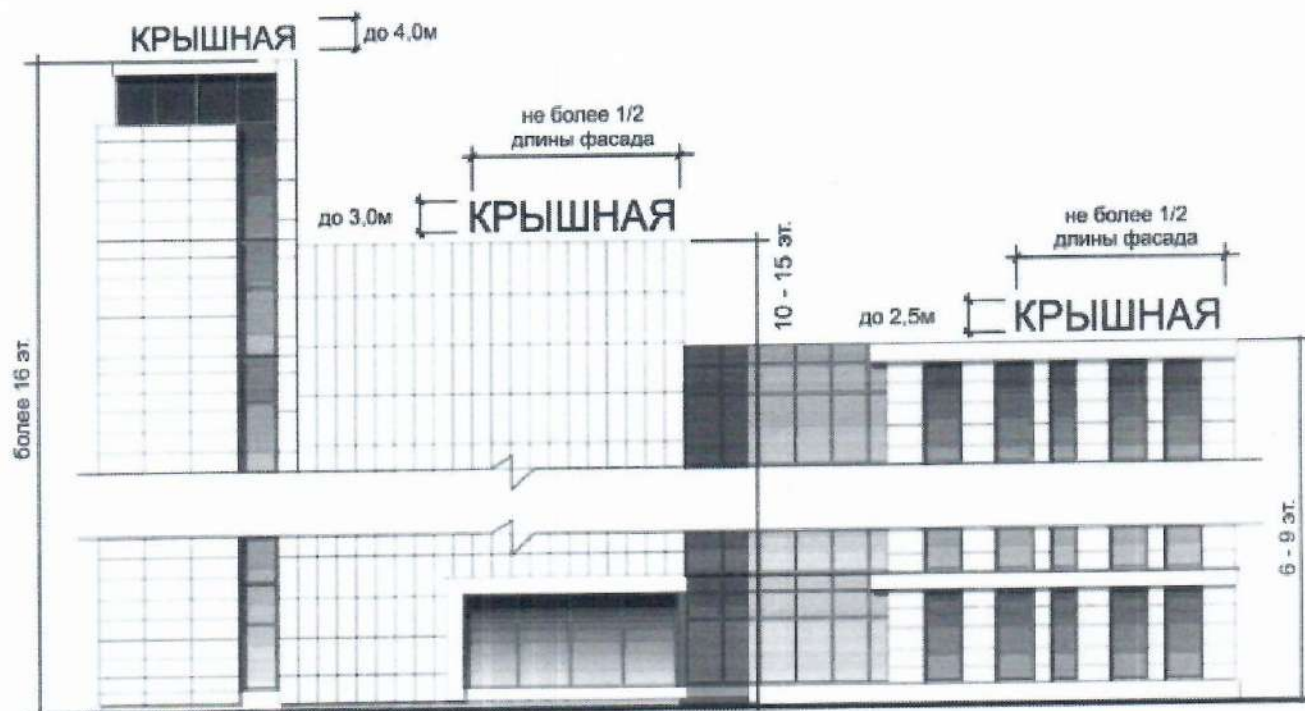 КРЫШНАЯ
до 4,0м
не более 1/2
длины фасада
до 3,0м
КРЫШНАЯ
не более 1/2
длины фасада
10 - 15 эт.
до 2,5м
КРЫШНАЯ
более 16 эт.
6 - 9 эт.